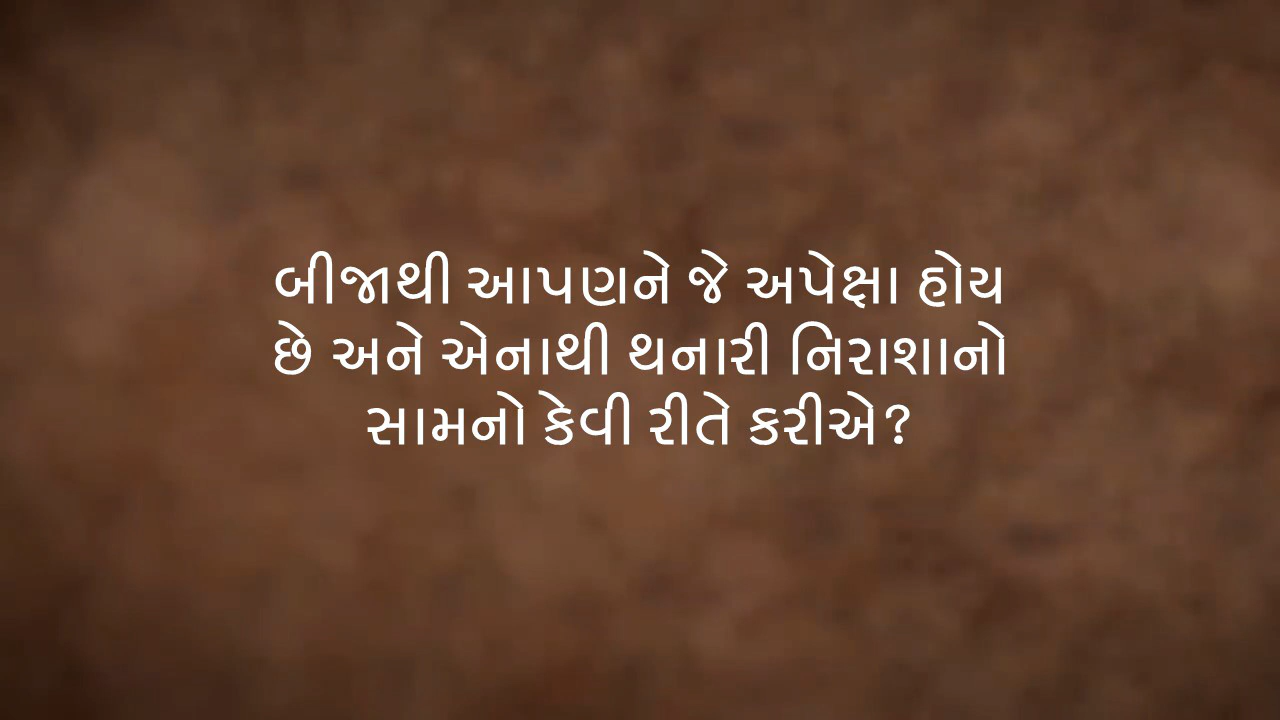 બીજાથી આપણને જે અપેક્ષા હોય
છે અને એનાથી થનારી નિરાશાનો
સામનો કેવી રીતે કરીએ?